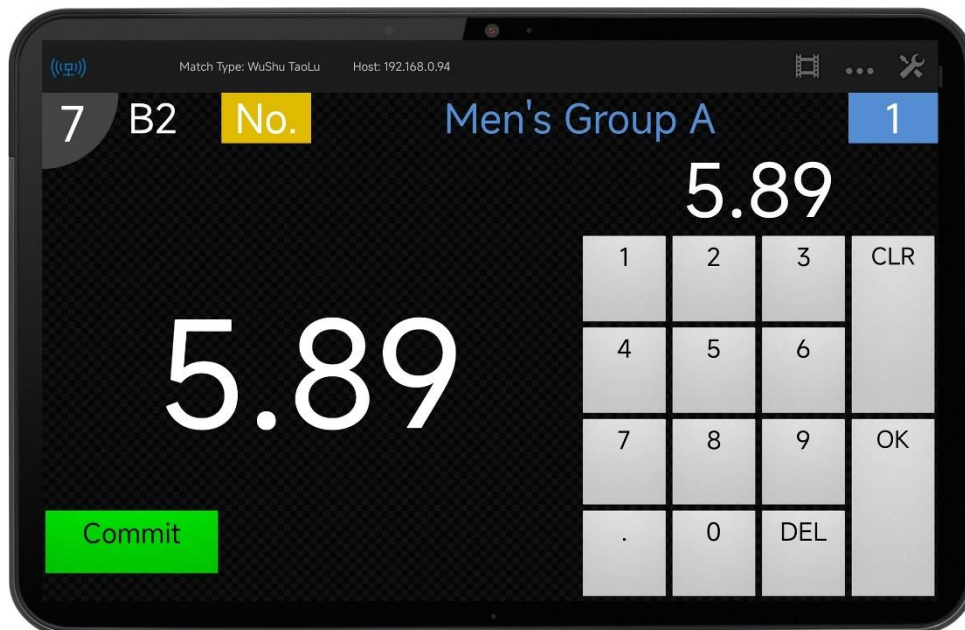 Match Type: WuShu TaoLu Host: 192.168.0.94
7 B2 No. Men's Group A 1
5.89
5.89
1 2 3 CLR
4 5 6
7 8 9 OK
. 0 DEL
Commit